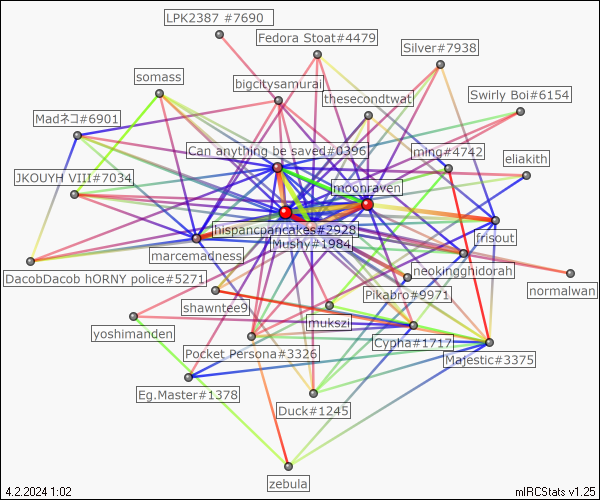 LPK2387 #7690
Fedora Stoat#4479
Silver#7938
somass
bigcitysamurai
thesecondtwat
Swirly Boi#6154
Madネコ#6901
Can anything be saved#0396
ming#4742
eliakith
JKOUYH VIII#7034
moonraven
hispancpancakes#2928
frisout
Mushy#1984
marcemadness
neokingghidorah
DacobDacob hORNY police#5271
normalwan
Pikabro#9971
shawntee9
mukszi
yoshimanden
Cypha#1717
Pocket Persona#3326
Majestic#3375
Eg.Master#1378
Duck#1245
zebula
4.2.2024 1:02
mIRCStats v1.25